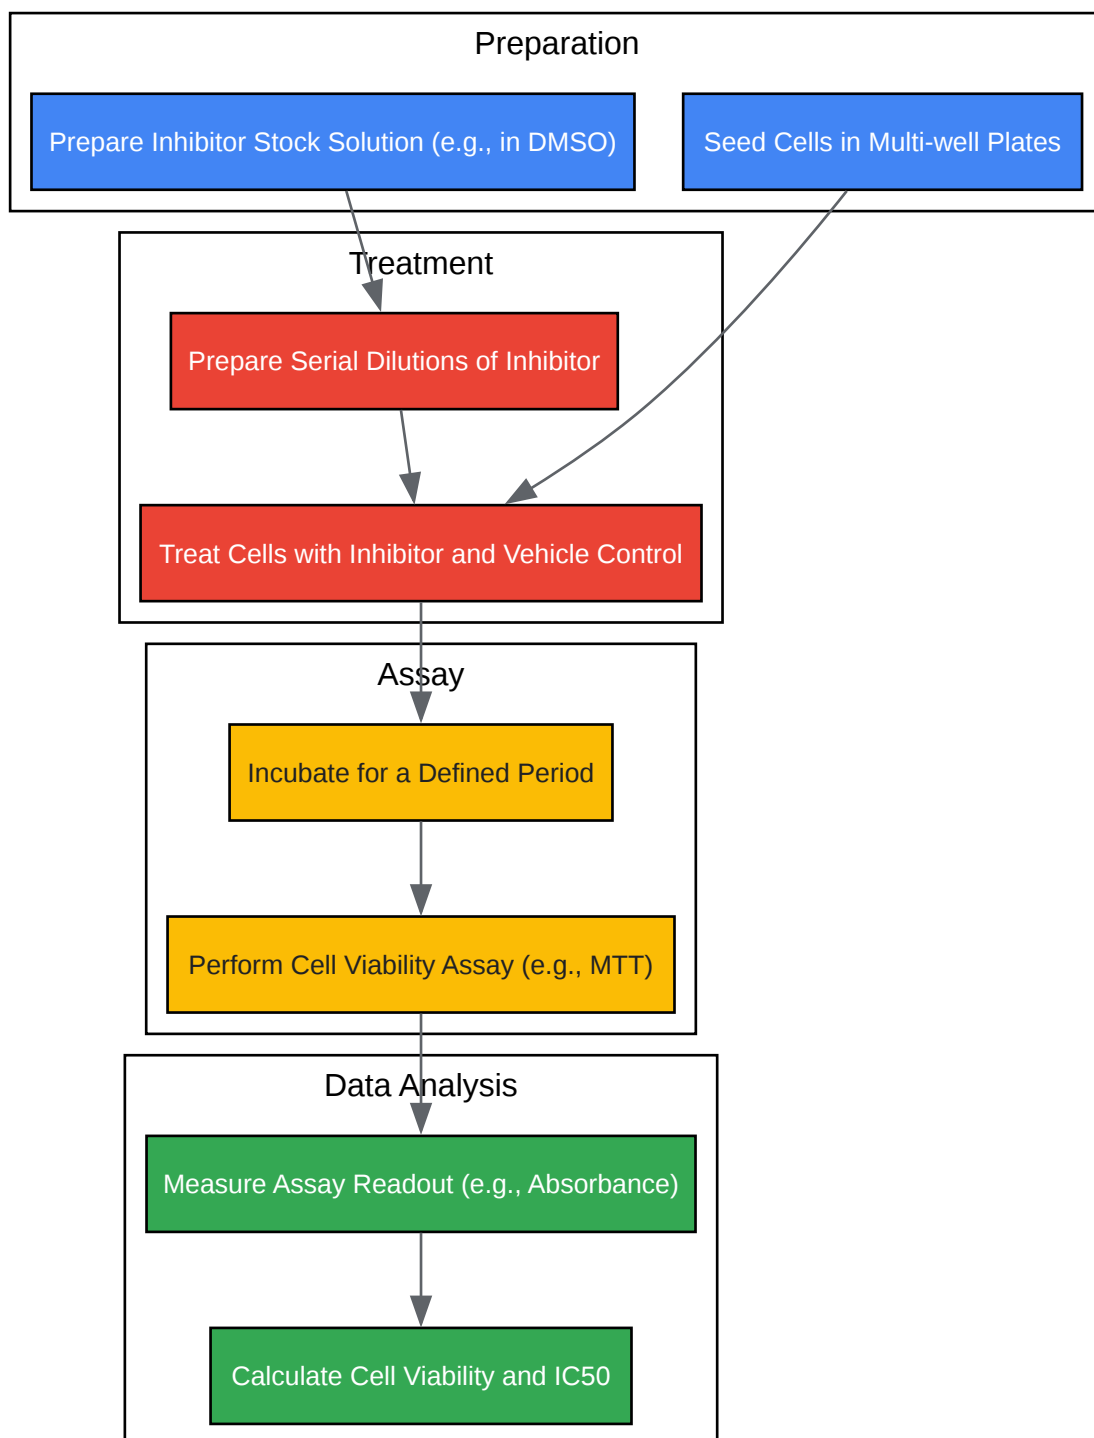 Preparation
Prepare Inhibitor Stock Solution (e.g., in DMSO)
Seed Cells in Multi-well Plates
Treatment
Prepare Serial Dilutions of Inhibitor
Treat Cells with Inhibitor and Vehicle Control
Assay
Incubate for a Defined Period
Perform Cell Viability Assay (e.g., MTT)
Data Analysis
Measure Assay Readout (e.g., Absorbance)
Calculate Cell Viability and IC50